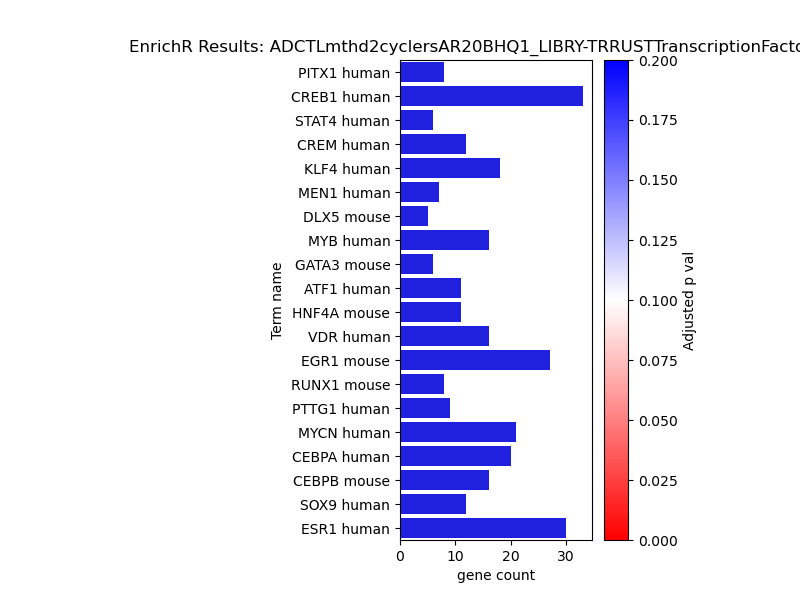 EnrichR Results: ADCTLmthd2cyclersAR20BHQ1_LIBRY-TRRUSTTranscriptionFacto
PITX1 human
CREB1 human
STAT4 human
CREM human
KLF4 human
MEN1 human
DLX5 mouse
MYB human
GATA3 mouse
ATF1 human
HNF4A mouse
VDR human
EGR1 mouse
RUNX1 mouse
PTTG1 human
MYCN human
CEBPA human
CEBPB mouse
SOX9 human
ESR1 human
Term name
0 10 20 30
gene count
0.200
0.175
0.150
0.125
0.100
0.075
0.050
0.025
0.000
Adjusted p val